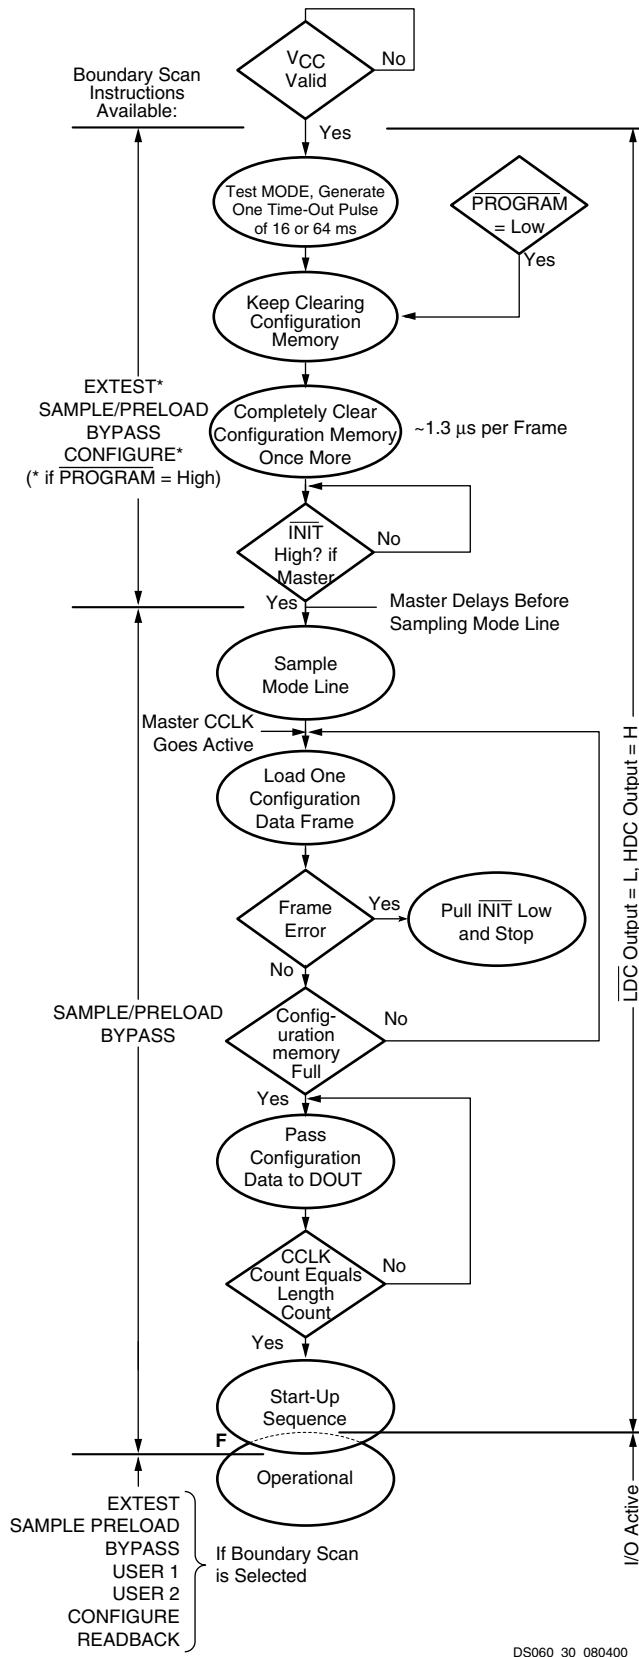 VCC
Valid
No
Boundary Scan
Instructions
Available:
Yes
Test MODE, Generate
One Time-Out Pulse
of 16 or 64 ms
PROGRAM
= Low
Yes
Keep Clearing
Configuration
Memory
EXTEST*
SAMPLE/PRELOAD
BYPASS
CONFIGURE*
(* if PROGRAM = High)
Completely Clear
Configuration Memory
Once More
~1.3 μs per Frame
INIT
High? if
Master
No
Yes
Master Delays Before
Sampling Mode Line
Sample
Mode Line
Master CCLK
Goes Active
Load One
Configuration
Data Frame
LDC Output = L, HDC Output = H
Frame
Error
Yes
Pull INIT Low
and Stop
No
SAMPLE/PRELOAD
BYPASS
Config-
uration
memory
Full
No
Yes
Pass
Configuration
Data to DOUT
CCLK
Count Equals
Length
Count
No
Yes
Start-Up
Sequence
F
Operational
EXTEST
SAMPLE PRELOAD
BYPASS
USER 1
USER 2
CONFIGURE
READBACK
If Boundary Scan
is Selected
I/O Active
DS060_30_080400